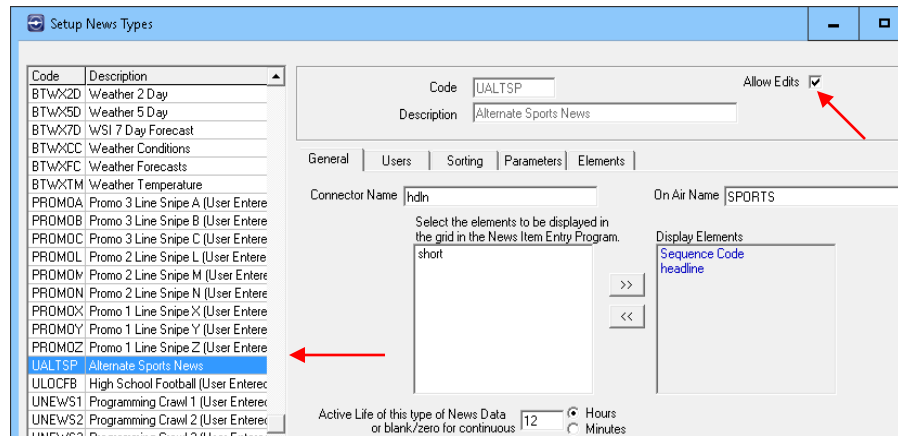 Setup News Types
Code Description
BTWX2D Weather 2 Day
BTWX5D Weather 5 Day
BTWX7D WSI 7 Day Forecast
BTWXCC Weather Conditions
BTWXFC Weather Forecasts
BTWXTM Weather Temperature
PROMOA Promo 3 Line Snipe A (User Entere
PROMOB Promo 3 Line Snipe B (User Entere
PROMOC Promo 3 Line Snipe C (User Entere
PROMOL Promo 2 Line Snipe L (User Entere
PROMOM Promo 2 Line Snipe M (User Entere
PROMON Promo 2 Line Snipe N (User Entere
PROMOX Promo 1 Line Snipe X (User Entere
PROMOY Promo 1 Line Snipe Y (User Entere
PROMOZ Promo 1 Line Snipe Z (User Entere
UALTSP Alternate Sports News
ULOCFB High School Football (User Entered
UNEWS1 Programming Crawl 1 (User Entered
UNEWS2 Programming Crawl 2 (User Entered
Code UALTSP
Allow Edits
Description Alternate Sports News
General Users Sorting Parameters Elements
Connector Name hdln
On Air Name SPORTS
Select the elements to be displayed in
the grid in the News Item Entry Program.
short
>>
<<
Display Elements
Sequence Code
headline
Active Life of this type of News Data
or blank/zero for continuous 12
Hours
Minutes